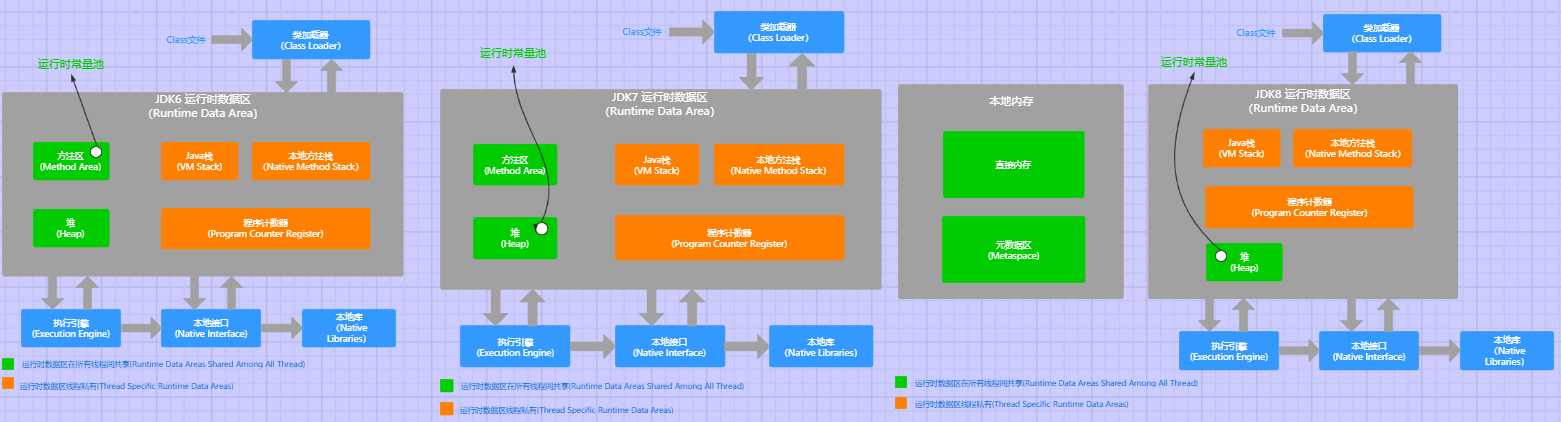 Class文件
类加载器
(Class Loader)
运行时常量池
JDK6 运行时数据区
(Runtime Data Area)
方法区
(Method Area)
Java栈
(VM Stack)
本地方法栈
(Native Method Stack)
堆
(Heap)
程序计数器
(Program Counter Register)
执行引擎
(Execution Engine)
本地接口
(Native Interface)
本地库
(Native
Libraries)
运行时数据区在所有线程间共享(Runtime Data Areas Shared Among All Thread)
运行时数据区线程私有(Thread Specific Runtime Data Areas)
Class文件
类加载器
(Class Loader)
运行时常量池
JDK7 运行时数据区
(Runtime Data Area)
方法区
(Method Area)
Java栈
(VM Stack)
本地方法栈
(Native Method Stack)
堆
(Heap)
程序计数器
(Program Counter Register)
执行引擎
(Execution Engine)
本地接口
(Native Interface)
本地库
(Native Libraries)
运行时数据区在所有线程间共享(Runtime Data Areas Shared Among All Thread)
运行时数据区线程私有(Thread Specific Runtime Data Areas)
本地内存
直接内存
元数据区
(Metaspace)
Class文件
类加载器
(Class Loader)
运行时常量池
JDK8 运行时数据区
(Runtime Data Area)
Java栈
(VM Stack)
本地方法栈
(Native Method Stack)
程序计数器
(Program Counter Register)
堆
(Heap)
执行引擎
(Execution Engine)
本地接口
(Native Interface)
本地库
(Native
Libraries)
运行时数据区在所有线程间共享(Runtime Data Areas Shared Among All Thread)
运行时数据区线程私有(Thread Specific Runtime Data Areas)